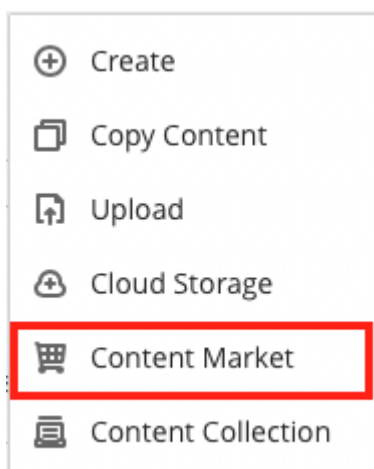 Create
Copy Content
Upload
Cloud Storage
Content Market
Content Collection